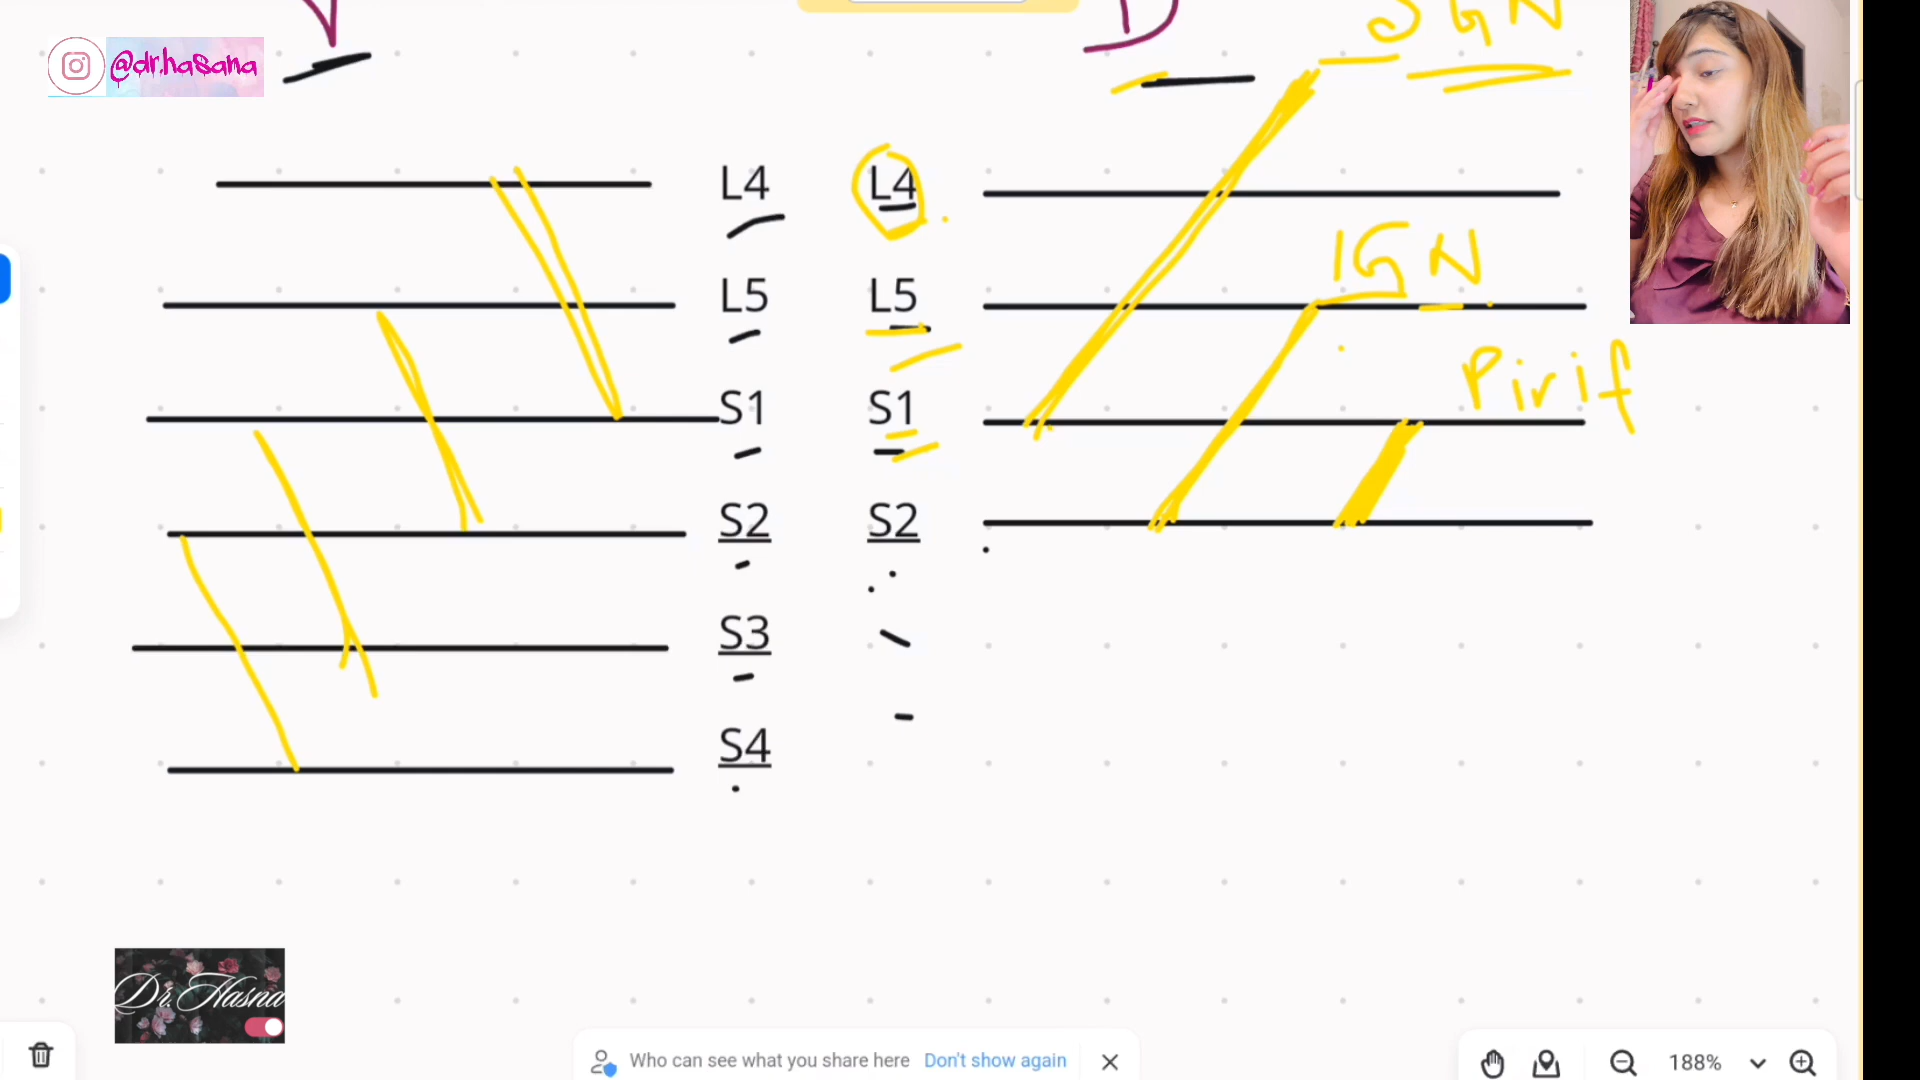 @dr.hasana
V
D
SGN
L4
L4
L5
L5
IGN
S1
S1
Pirif
S2
S2
S3
S4
Dr. Hasna
Who can see what you share here Don't show again
188%